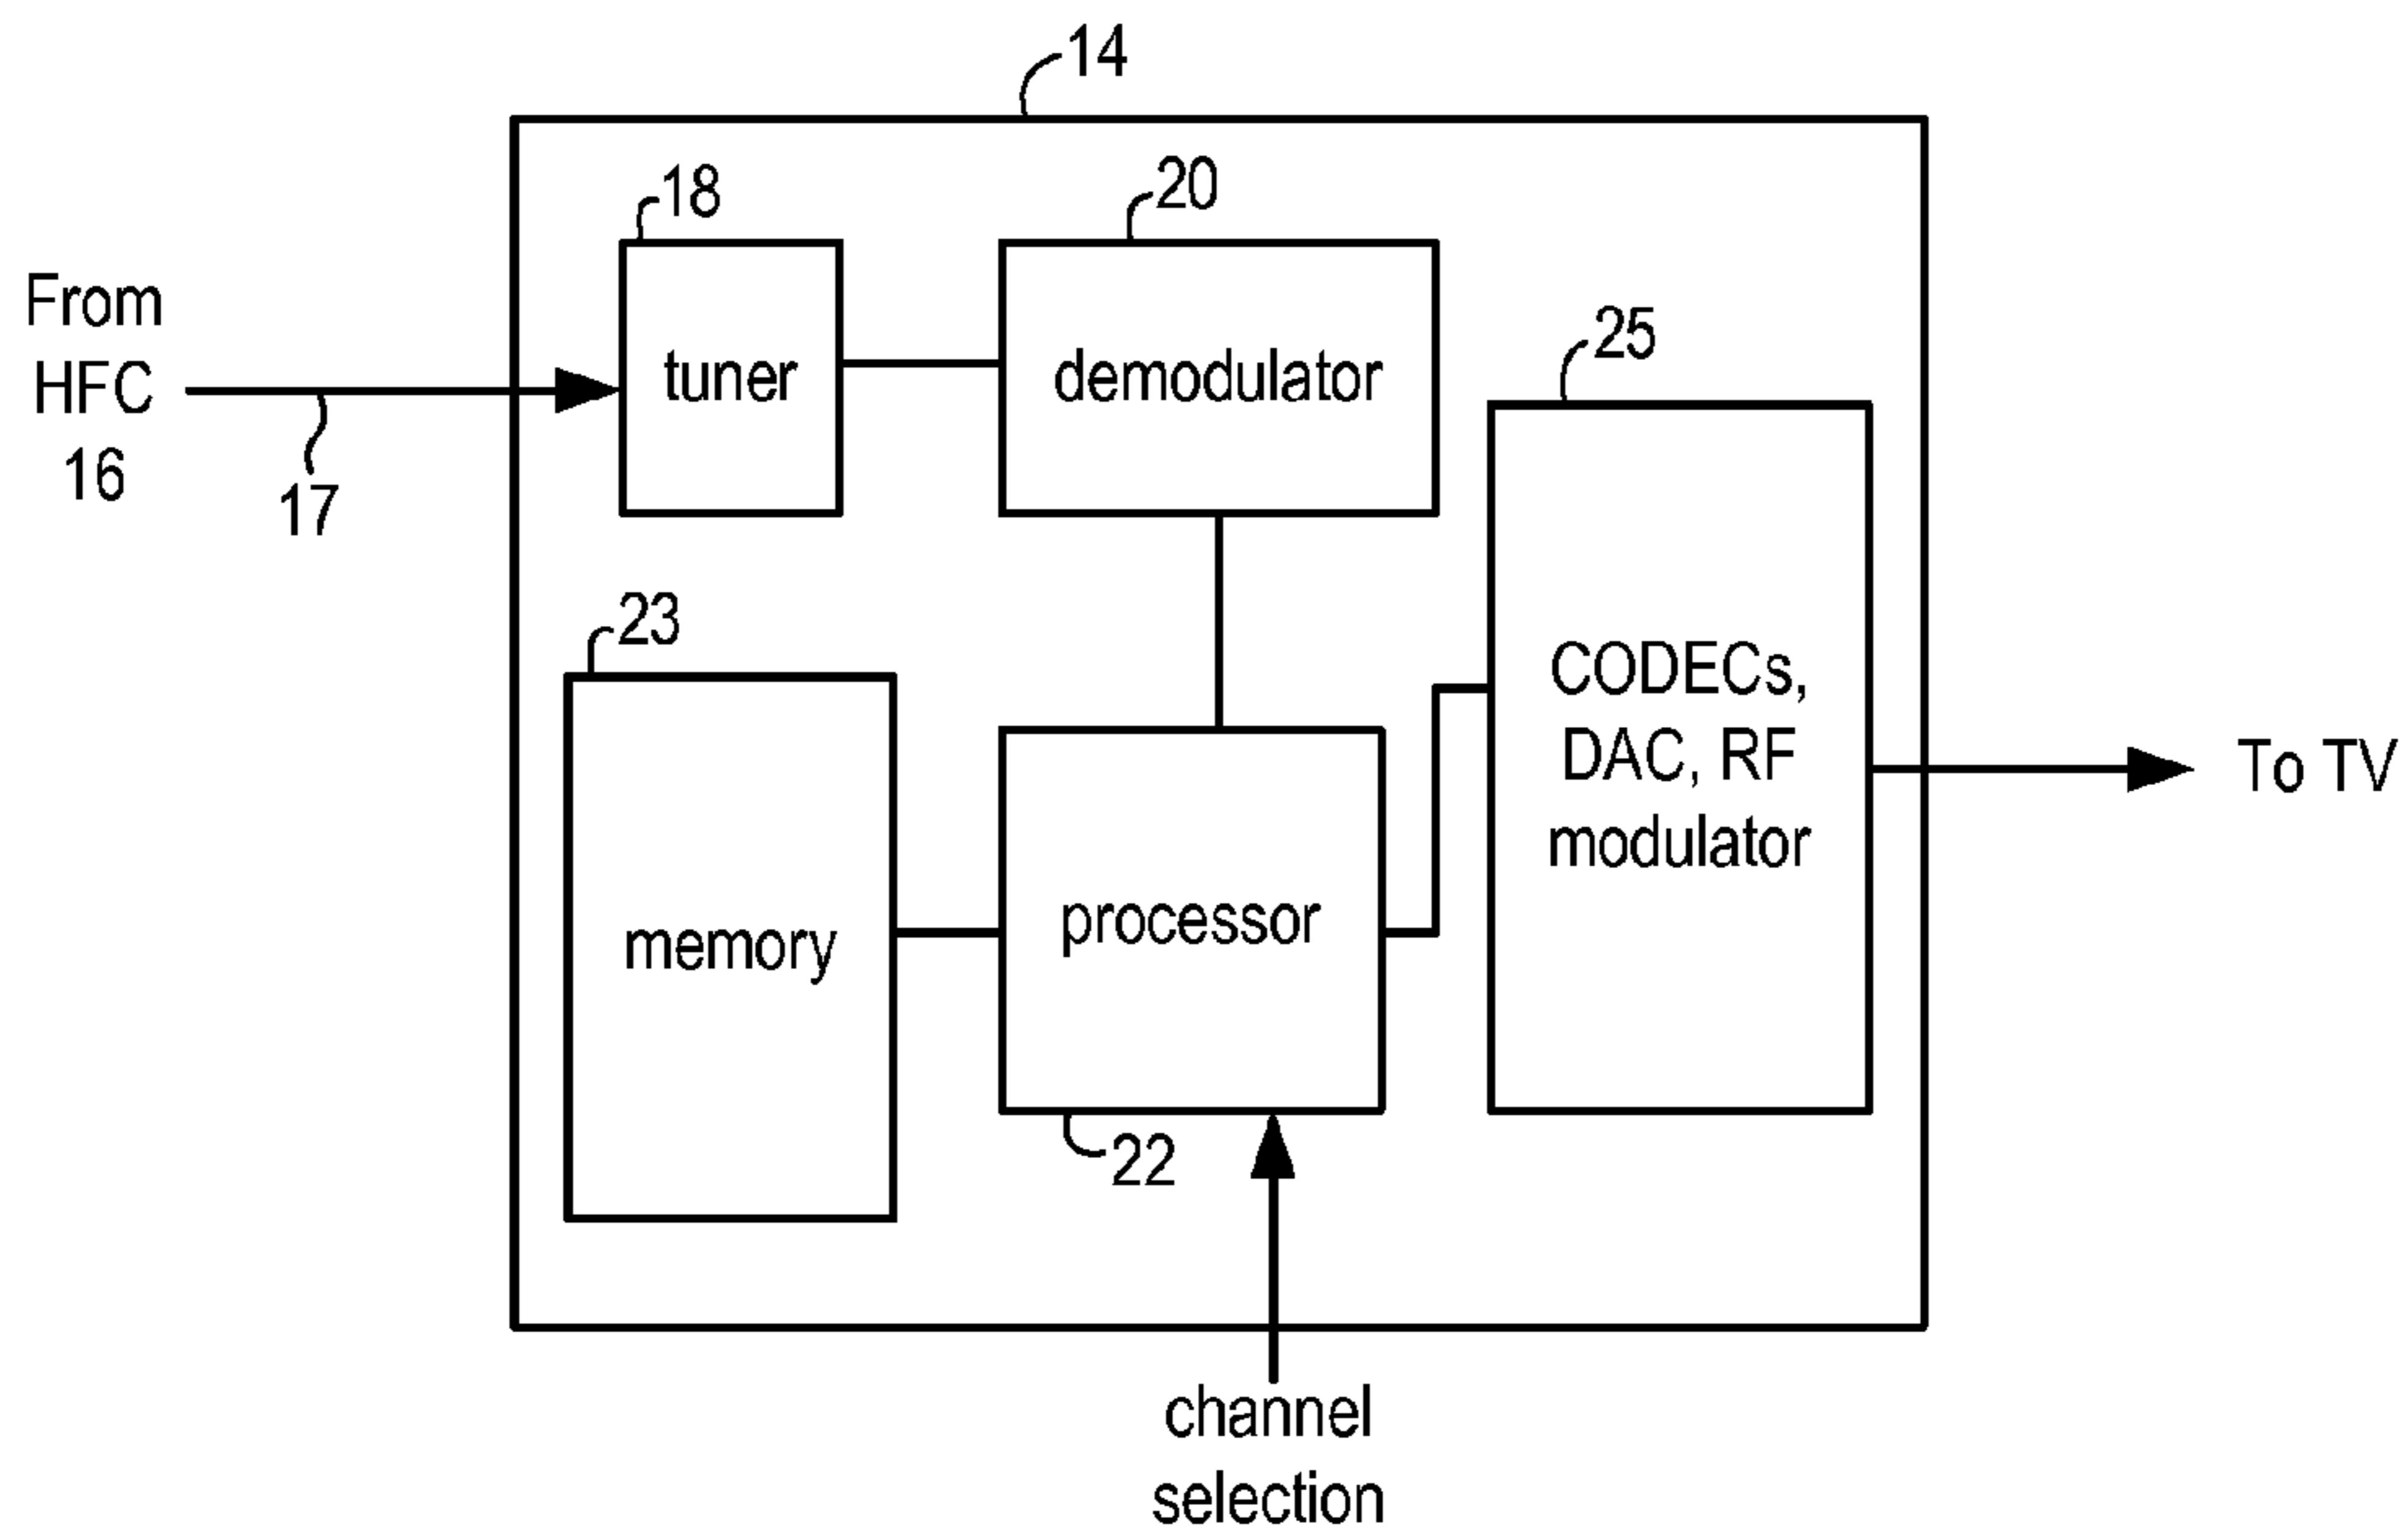 14
18
20
From
HFC
16
17
tuner
demodulator
25
23
CODECs,
DAC, RF
modulator
To TV
memory
processor
22
channel
selection